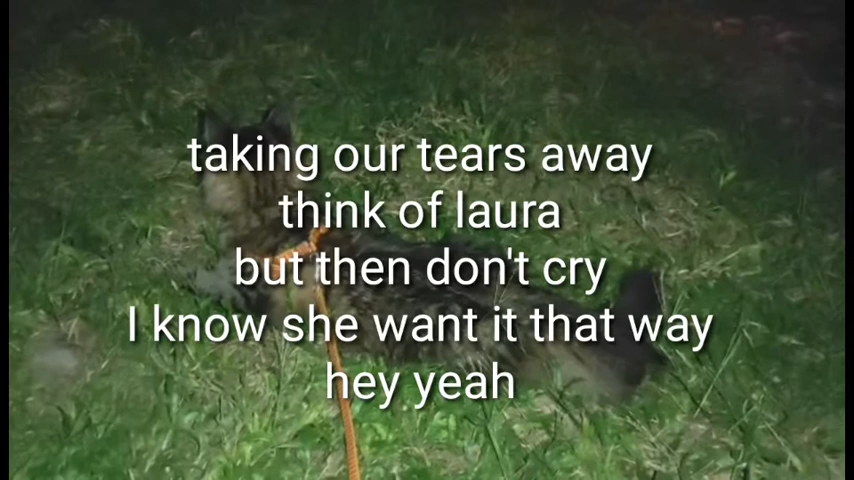 taking our tears away
think of laura
but then don't cry
I know she want it that way
hey yeah